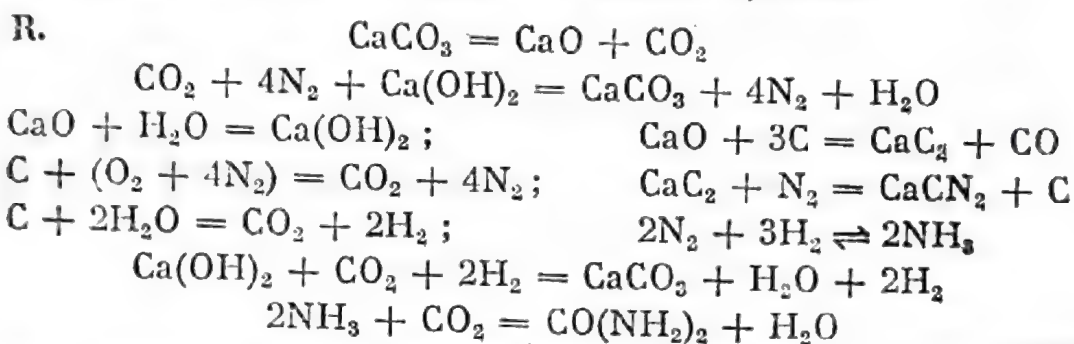 R.
CaCO₃ = CaO + CO₂
CO₂ + 4N₂ + Ca(OH)₂ = CaCO₃ + 4N₂ + H₂O
CaO + H₂O = Ca(OH)₂ ; CaO + 3C = CaC₂ + CO
C + (O₂ + 4N₂) = CO₂ + 4N₂ ; CaC₂ + N₂ = CaCN₂ + C
C + 2H₂O = CO₂ + 2H₂ ; 2N₂ + 3H₂ ⇌ 2NH₃
Ca(OH)₂ + CO₂ + 2H₂ = CaCO₃ + H₂O + 2H₂
2NH₃ + CO₂ = CO(NH₂)₂ + H₂O